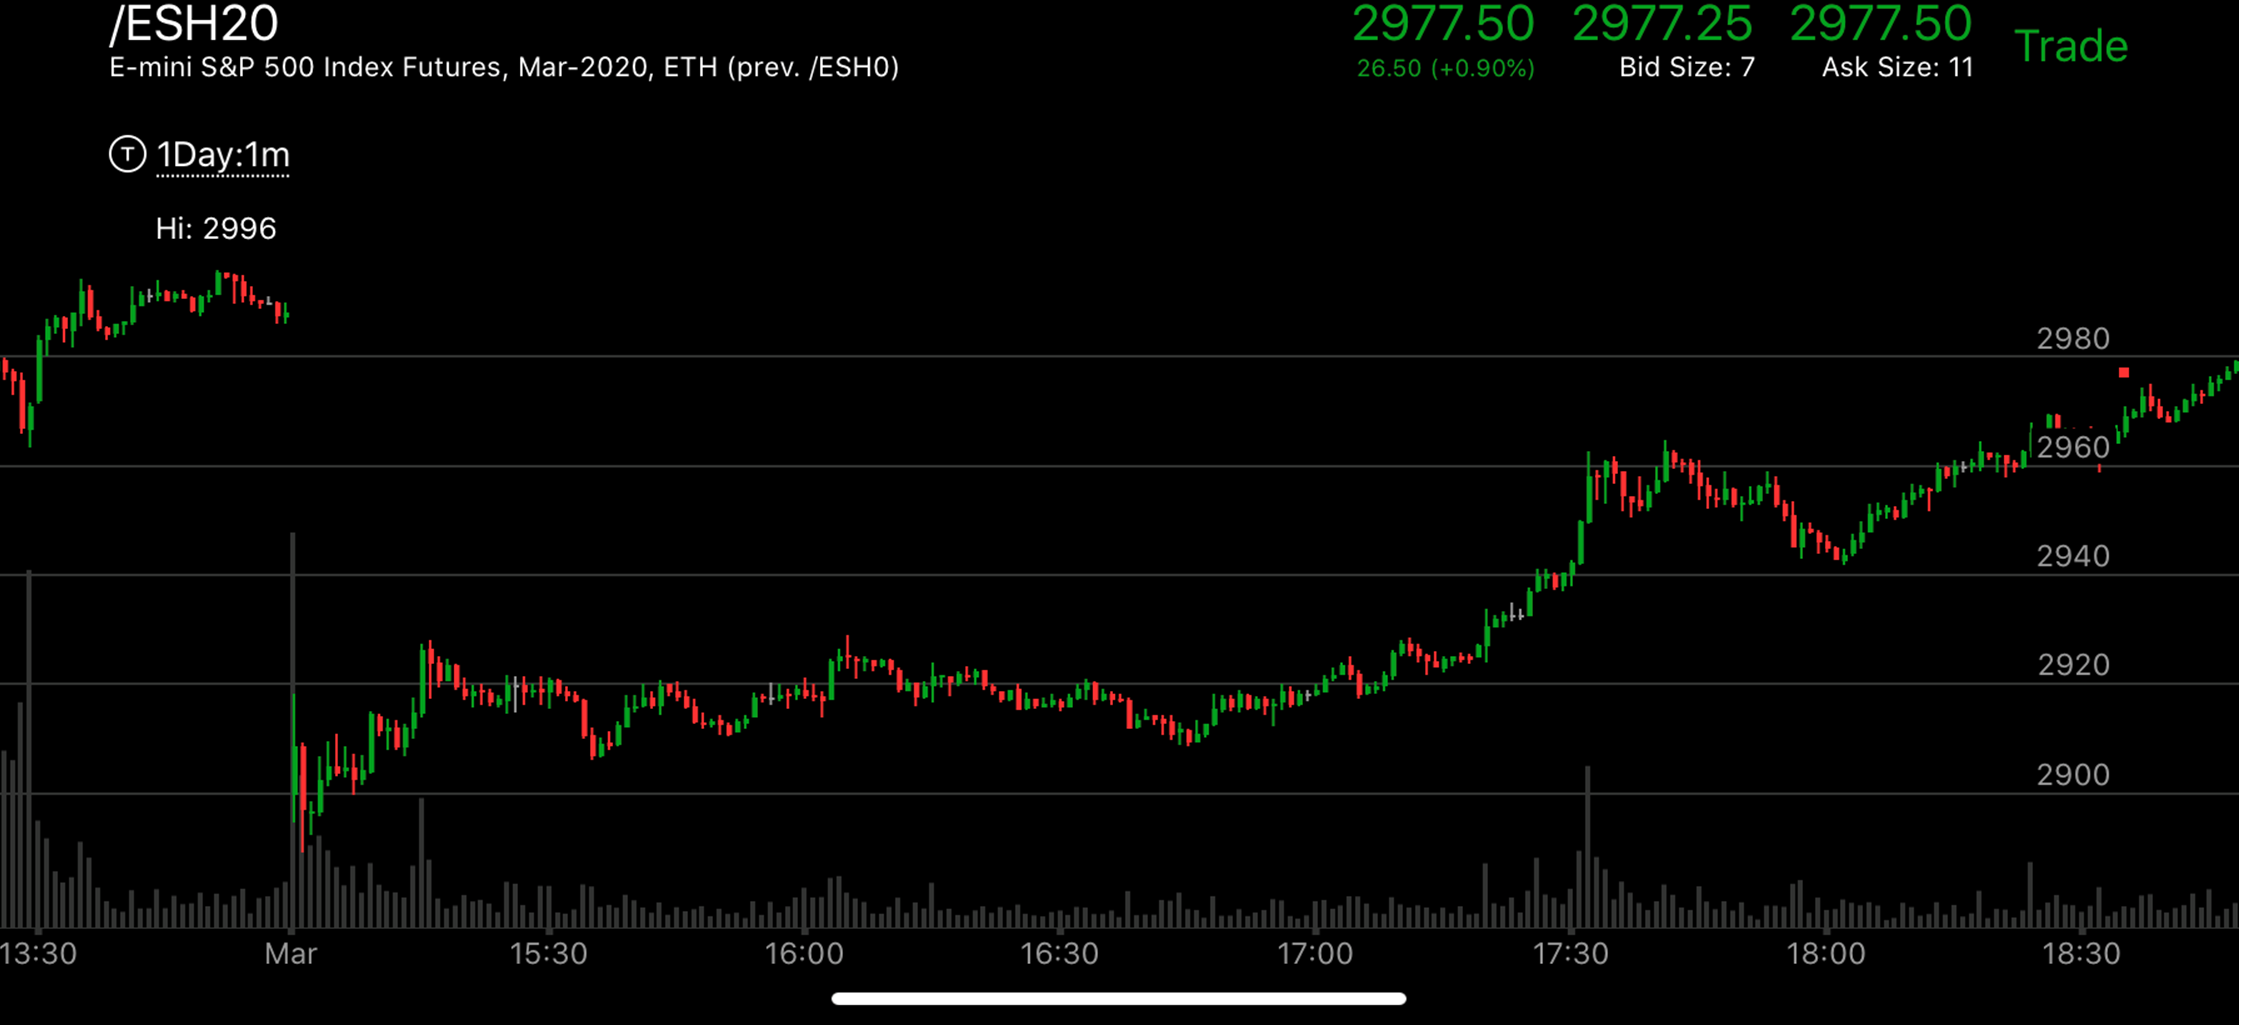 /ESH20
2977.50 2977.25 2977.50 Trade
E-mini S&P 500 Index Futures, Mar-2020, ETH (prev. /ESH0)
26.50 (+0.90%) Bid Size: 7 Ask Size: 11
T 1Day:1m
Hi: 2996
2980
2960
2940
2920
2900
13:30 Mar 15:30 16:00 16:30 17:00 17:30 18:00 18:30